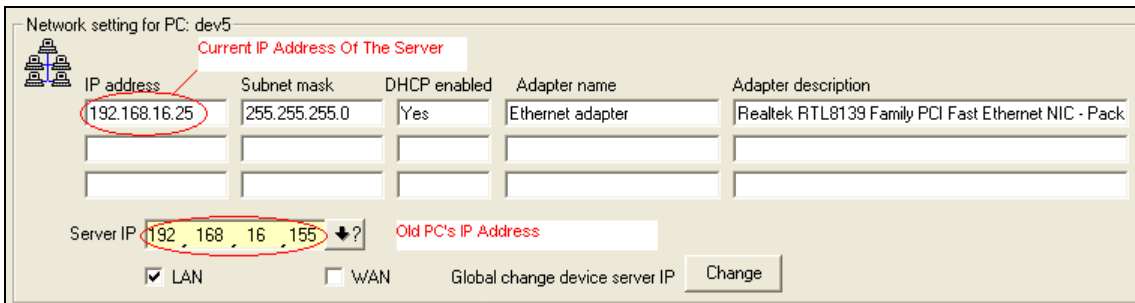 Network setting for PC: dev5
Current IP Address Of The Server
IP address Subnet mask DHCP enabled Adapter name Adapter description
192.168.16.25 255.255.255.0 Yes Ethernet adapter Realtek RTL8139 Family PCI Fast Ethernet NIC - Pack
Server IP 192 . 168 . 16 . 155 ? Old PC's IP Address
LAN WAN Global change device server IP Change